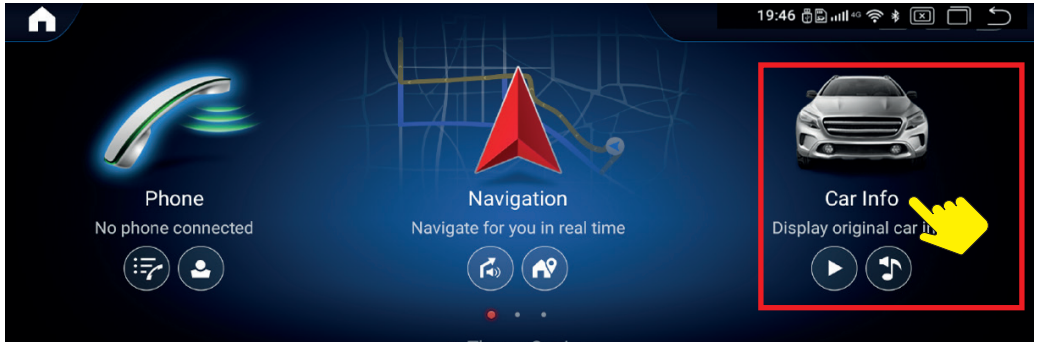 19:46 4G
Phone
No phone connected
Navigation
Navigate for you in real time
Car Info
Display original car in